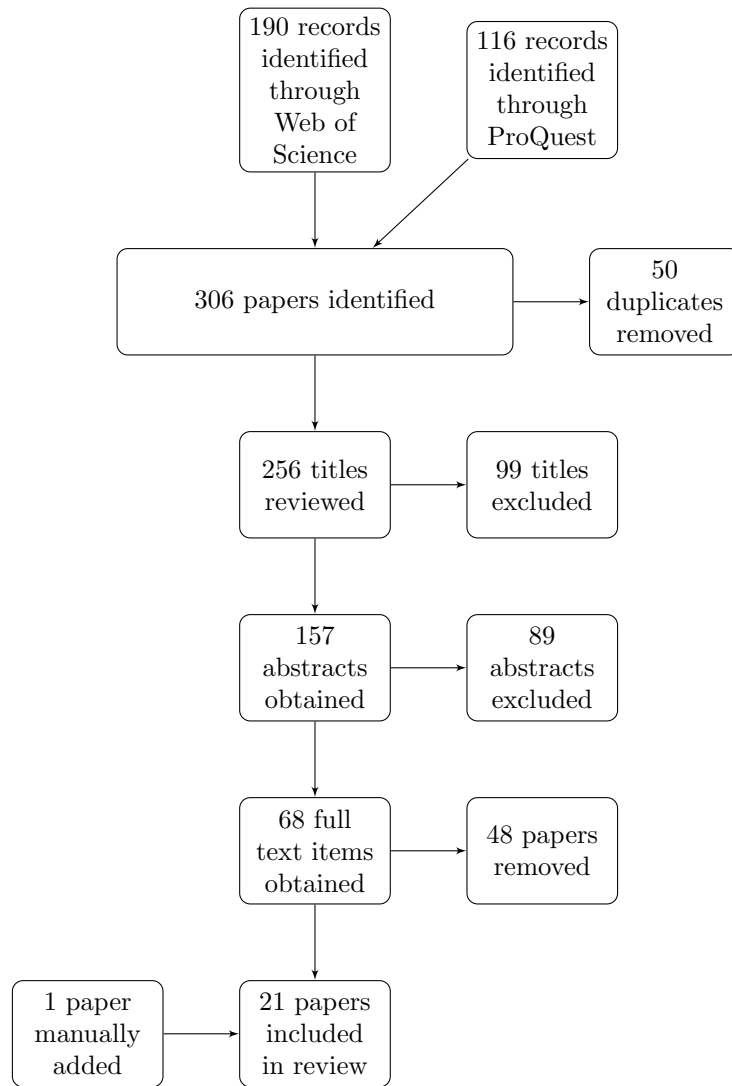 190 records
identified
through
Web of
Science
116 records
identified
through
ProQuest
306 papers identified
50
duplicates
removed
256 titles
reviewed
99 titles
excluded
157
abstracts
obtained
89
abstracts
excluded
68 full
text items
obtained
48 papers
removed
1 paper
manually
added
21 papers
included
in review